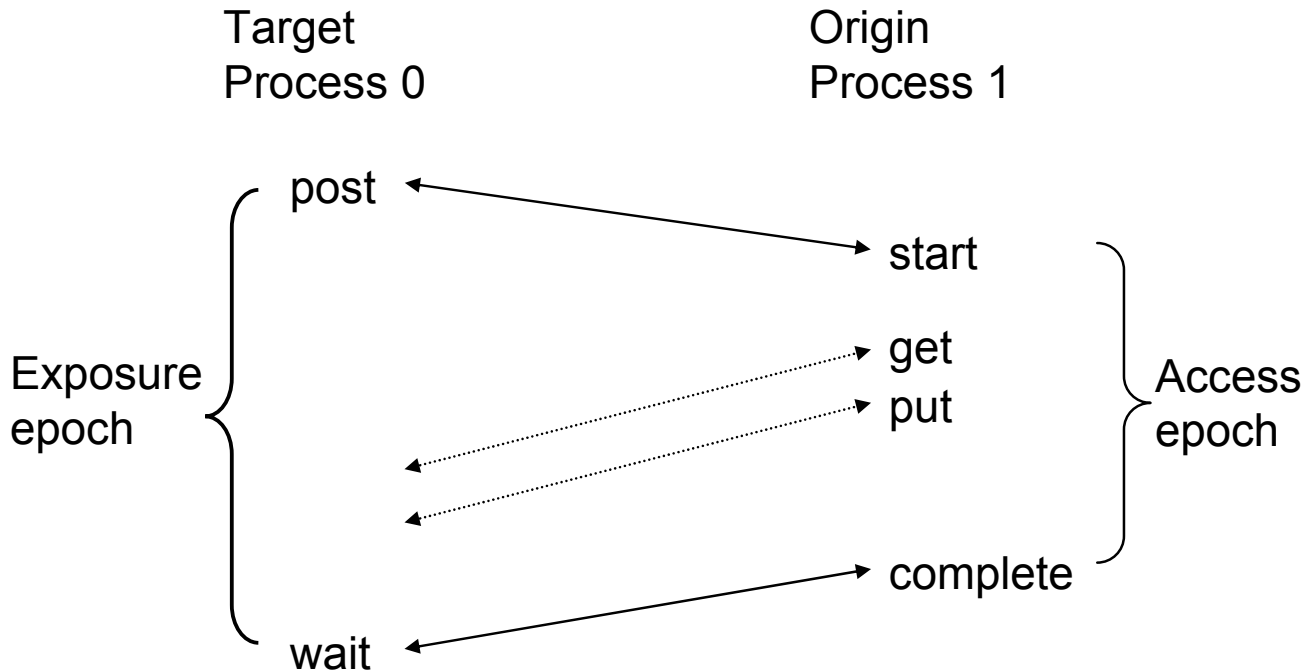 Target
Process 0
Origin
Process 1
post
start
get
put
Exposure
epoch
Access
epoch
complete
wait